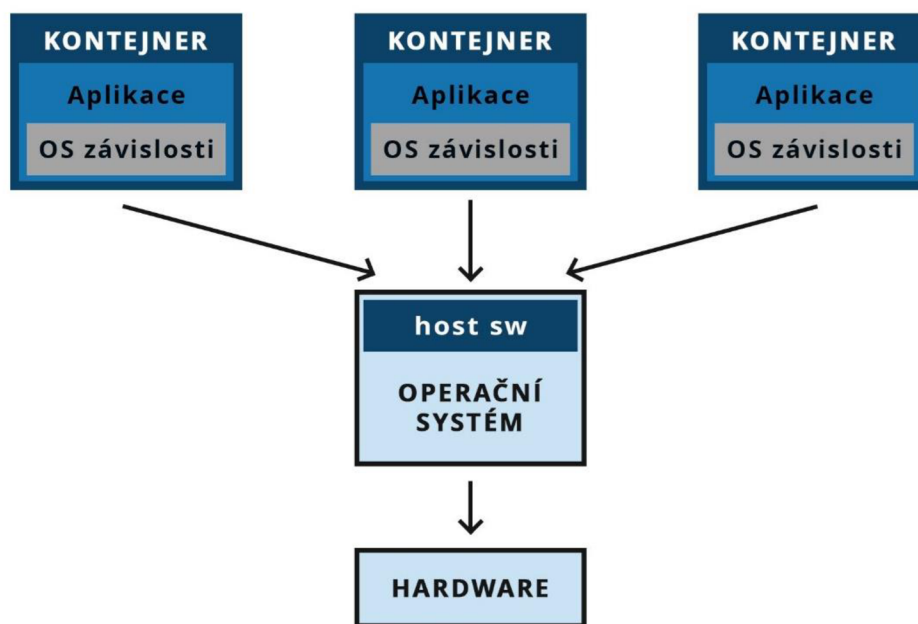 KONTEJNER
Aplikace
OS závislosti
KONTEJNER
Aplikace
OS závislosti
KONTEJNER
Aplikace
OS závislosti
host sw
OPERAČNÍ
SYSTÉM
HARDWARE